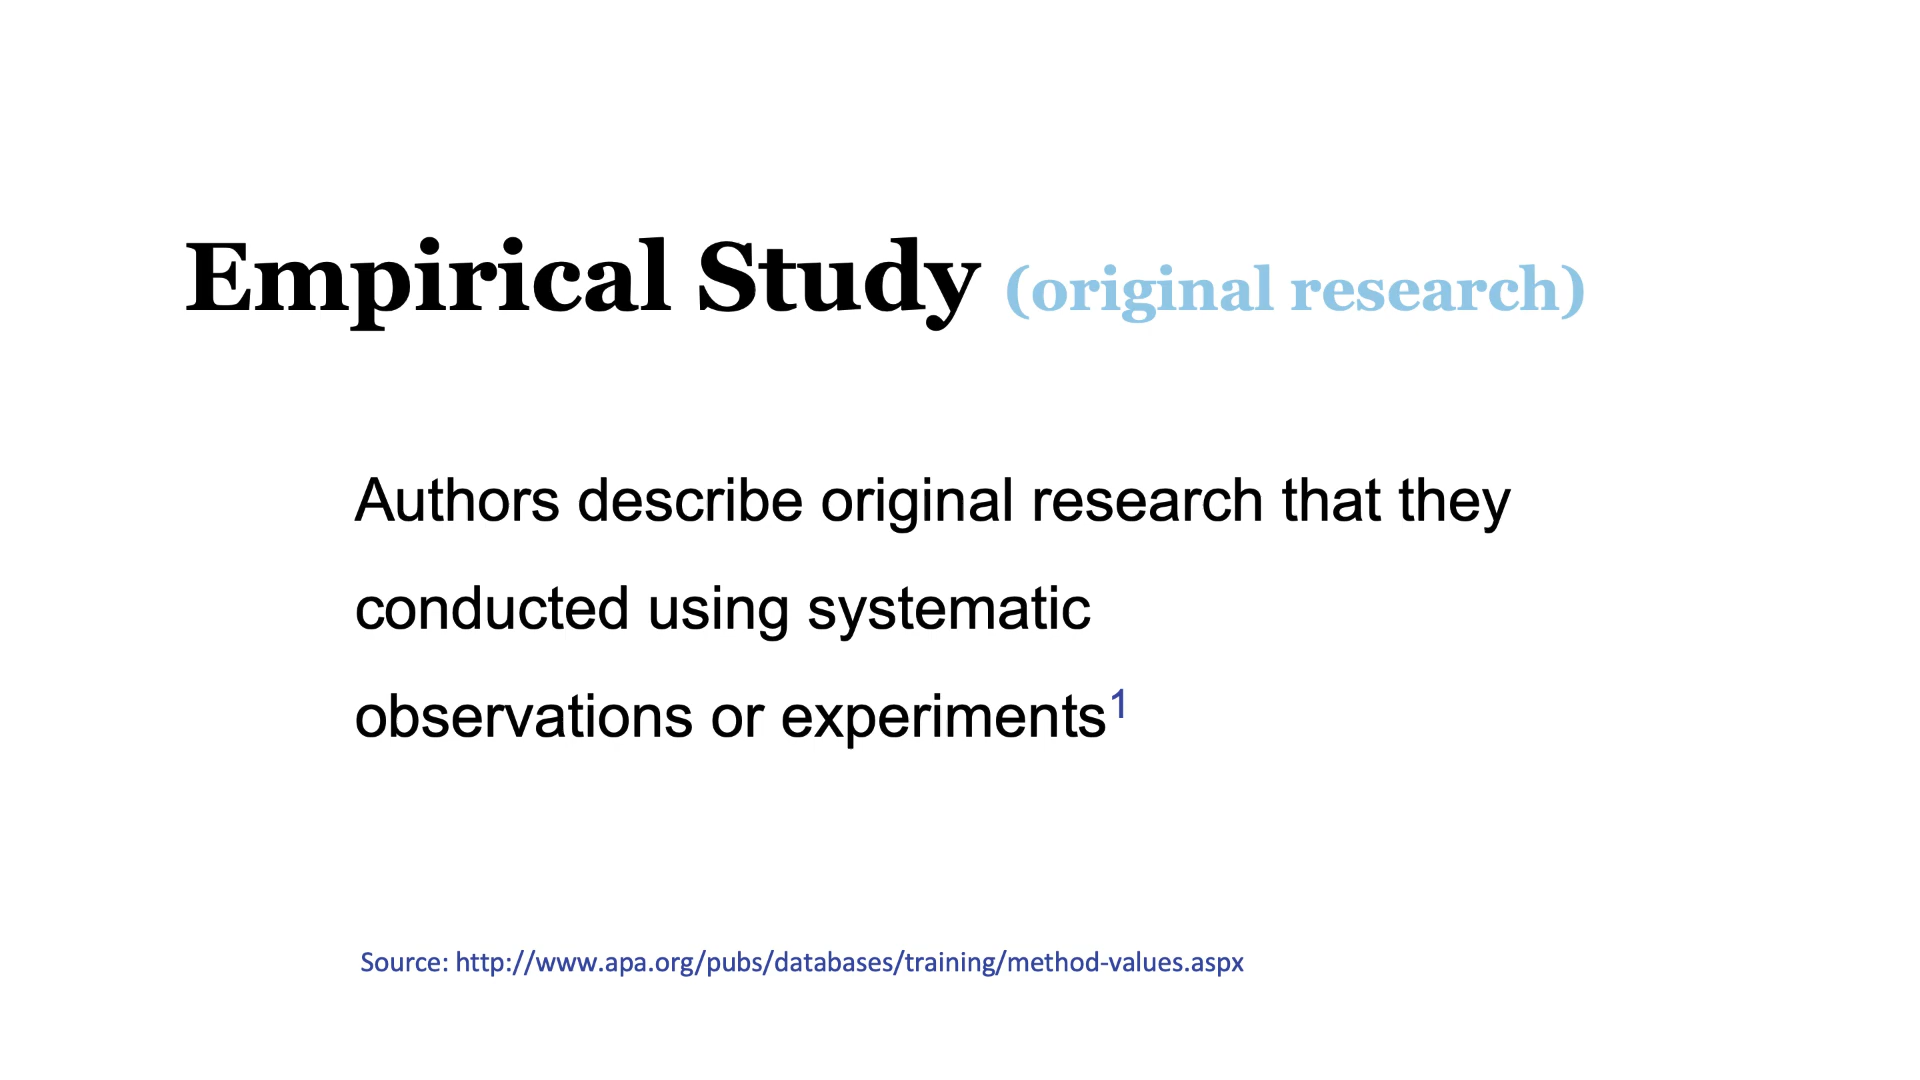 Empirical Study (original research)
Authors describe original research that they
conducted using systematic
observations or experiments1
Source: http://www.apa.org/pubs/databases/training/method-values.aspx